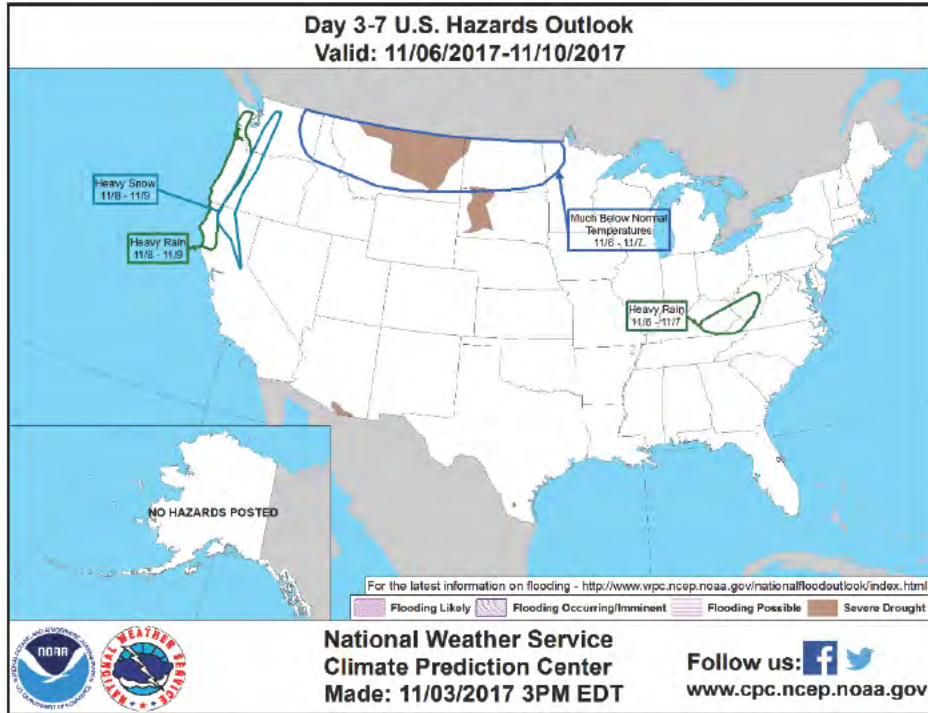 Day 3-7 U.S. Hazards Outlook
Valid: 11/06/2017-11/10/2017
Heavy Snow
11/8 - 11/9
Heavy Rain
11/8 - 11/9
Much Below Normal
Temperatures
11/6 - 11/7
Heavy Rain
11/6 - 11/7
NO HAZARDS POSTED
For the latest information on flooding - http://www.wpc.ncep.noaa.gov/nationalfloodoutlook/index.html
Flooding Likely
Flooding Occurring/Imminent
Flooding Possible
Severe Drought
NOAA
NATIONAL WEATHER SERVICE
National Weather Service
Climate Prediction Center
Made: 11/03/2017 3PM EDT
Follow us:
www.cpc.ncep.noaa.gov